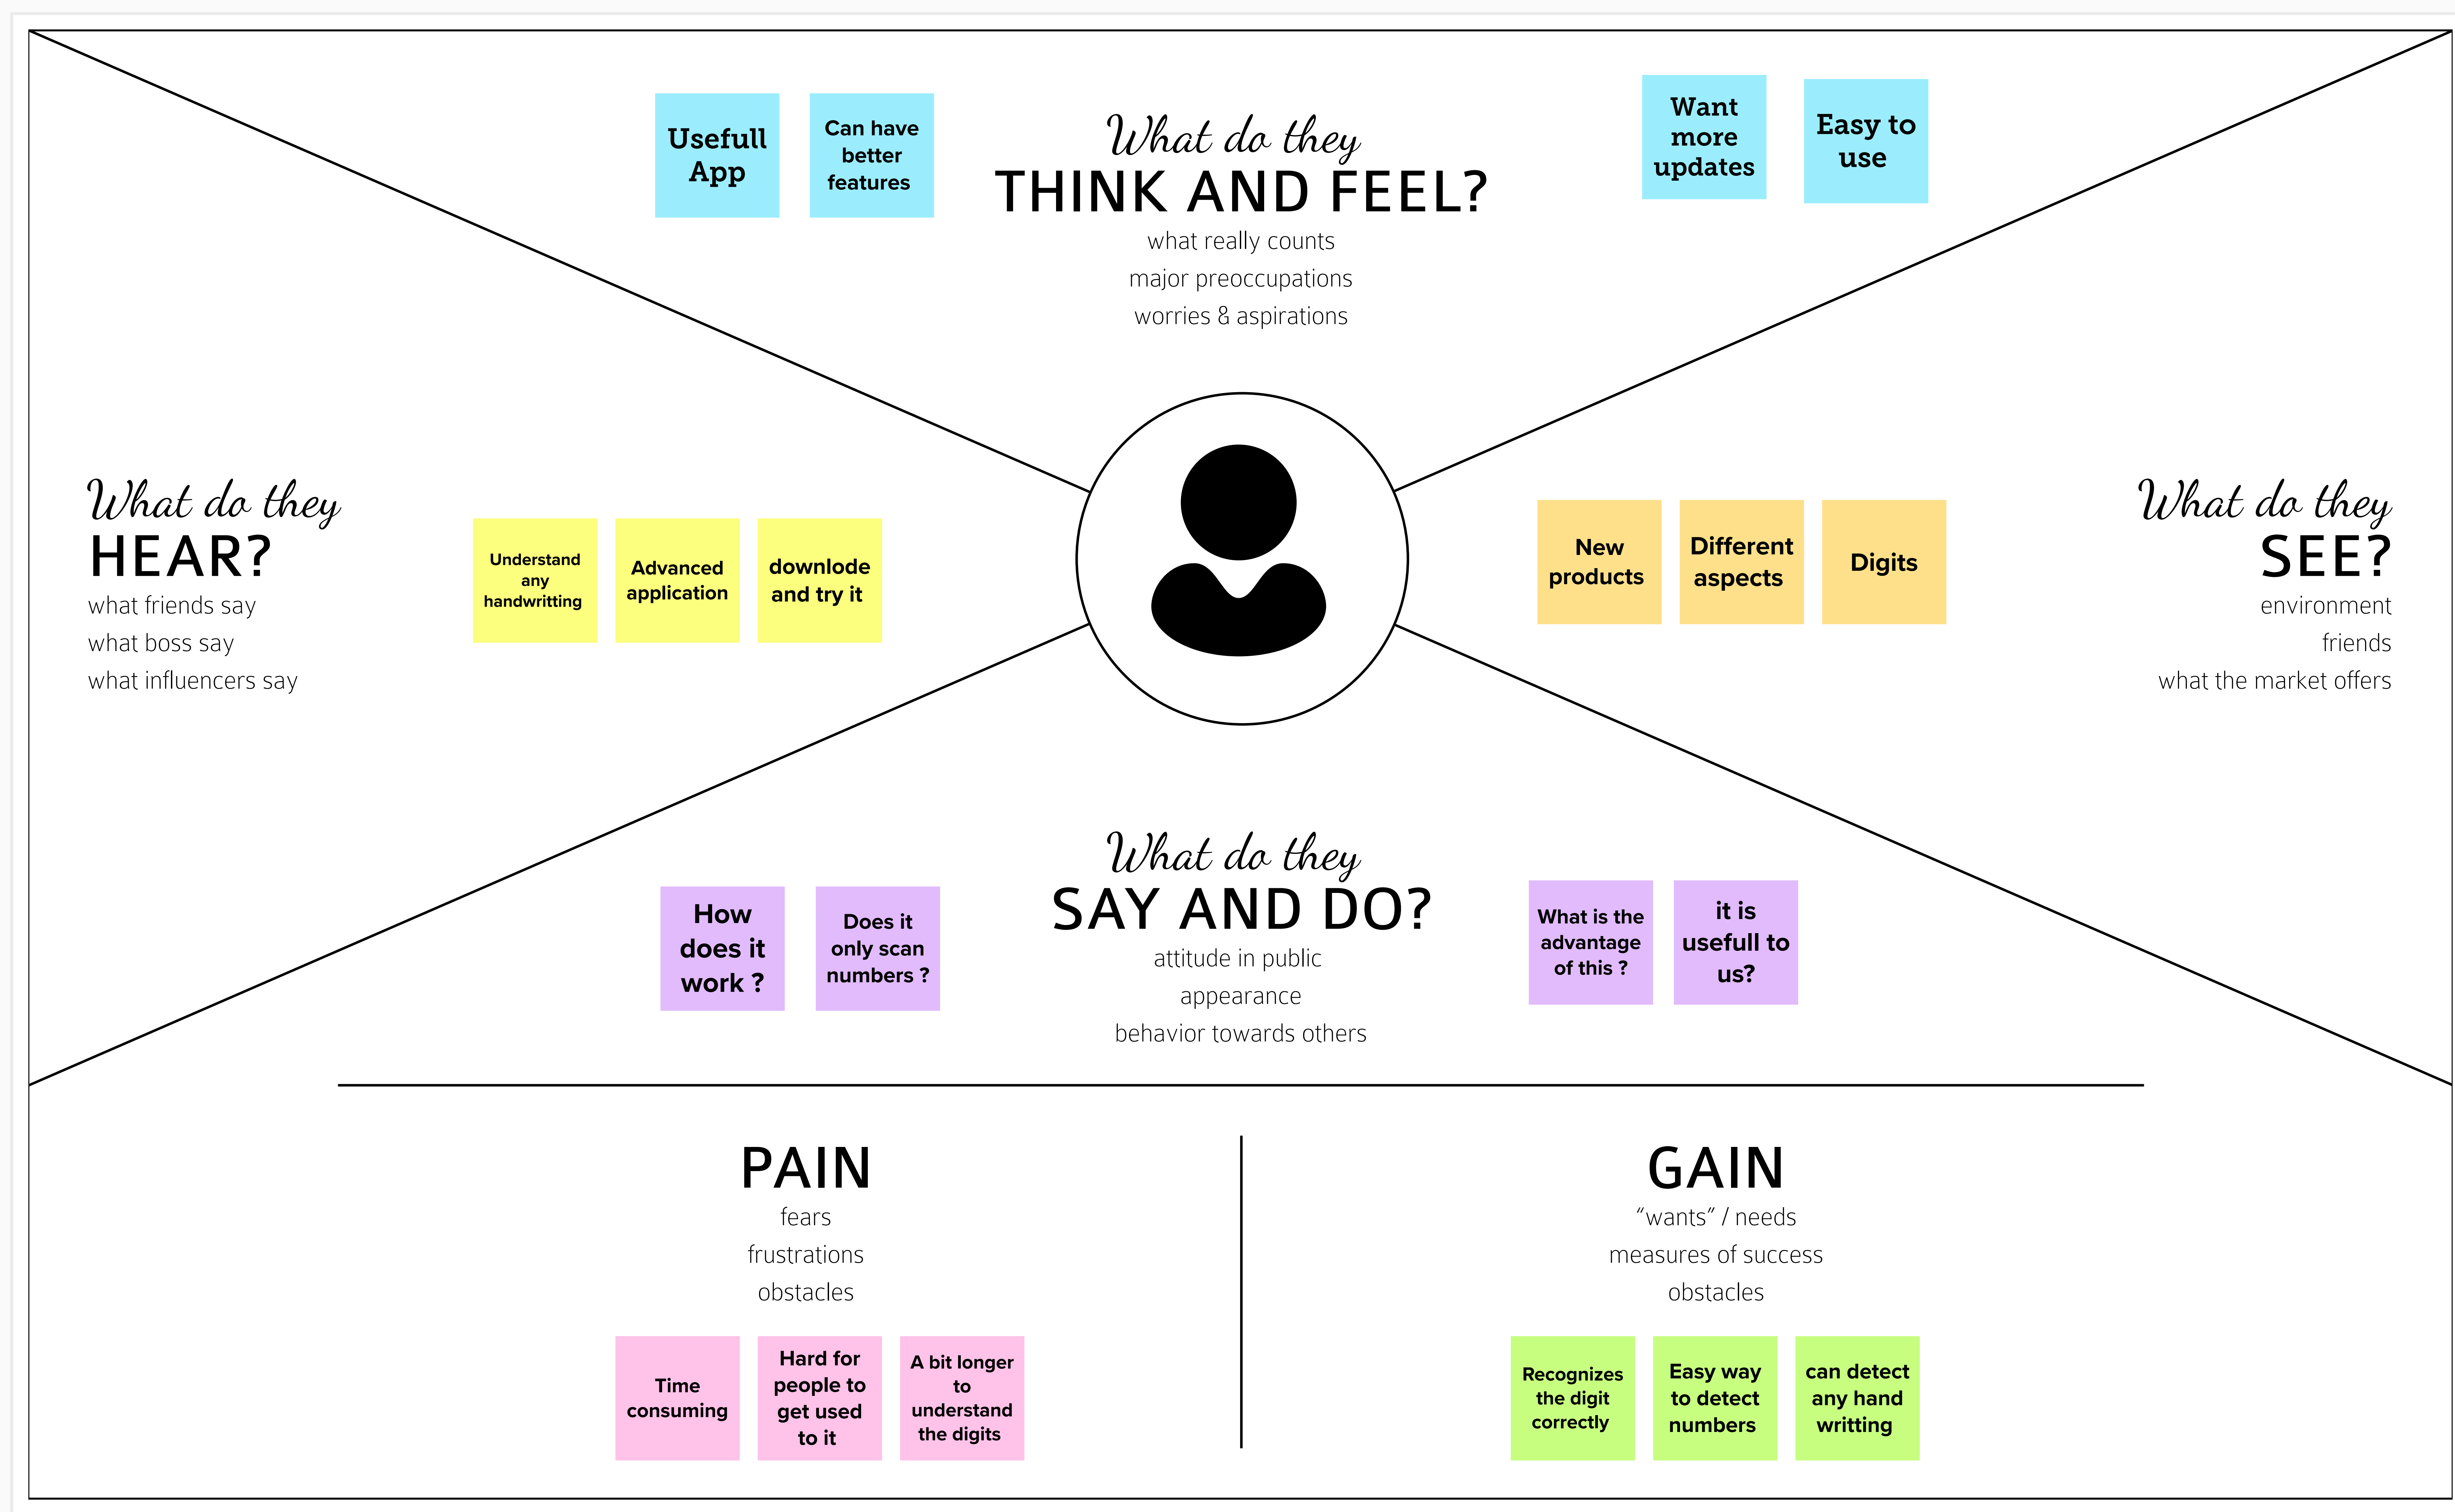 Usefull
App
Can have
better
features
What do they
THINK AND FEEL?
what really counts
major preoccupations
worries & aspirations
Want
more
updates
Easy to
use
What do they
HEAR?
what friends say
what boss say
what influencers say
Understand
any
handwritting
Advanced
application
downlode
and try it
New
products
Different
aspects
Digits
What do they
SEE?
environment
friends
what the market offers
How
does it
work ?
Does it
only scan
numbers ?
What do they
SAY AND DO?
attitude in public
appearance
behavior towards others
What is the
advantage
of this ?
it is
usefull to
us?
PAIN
fears
frustrations
obstacles
Time
consuming
Hard for
people to
get used
to it
A bit longer
to
understand
the digits
GAIN
“wants” / needs
measures of success
obstacles
Recognizes
the digit
correctly
Easy way
to detect
numbers
can detect
any hand
writting